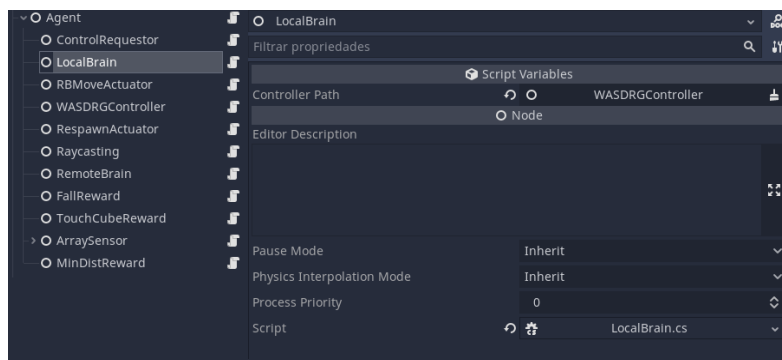 Agent
ControlRequestor
LocalBrain
RBMoveActuator
WASDRGController
RespawnActuator
Raycasting
RemoteBrain
FallReward
TouchCubeReward
ArraySensor
MinDistReward
LocalBrain
Filtrar propriedades
Script Variables
Controller Path WASDRGController
Node
Editor Description
Pause Mode Inherit
Physics Interpolation Mode Inherit
Process Priority 0
Script LocalBrain.cs